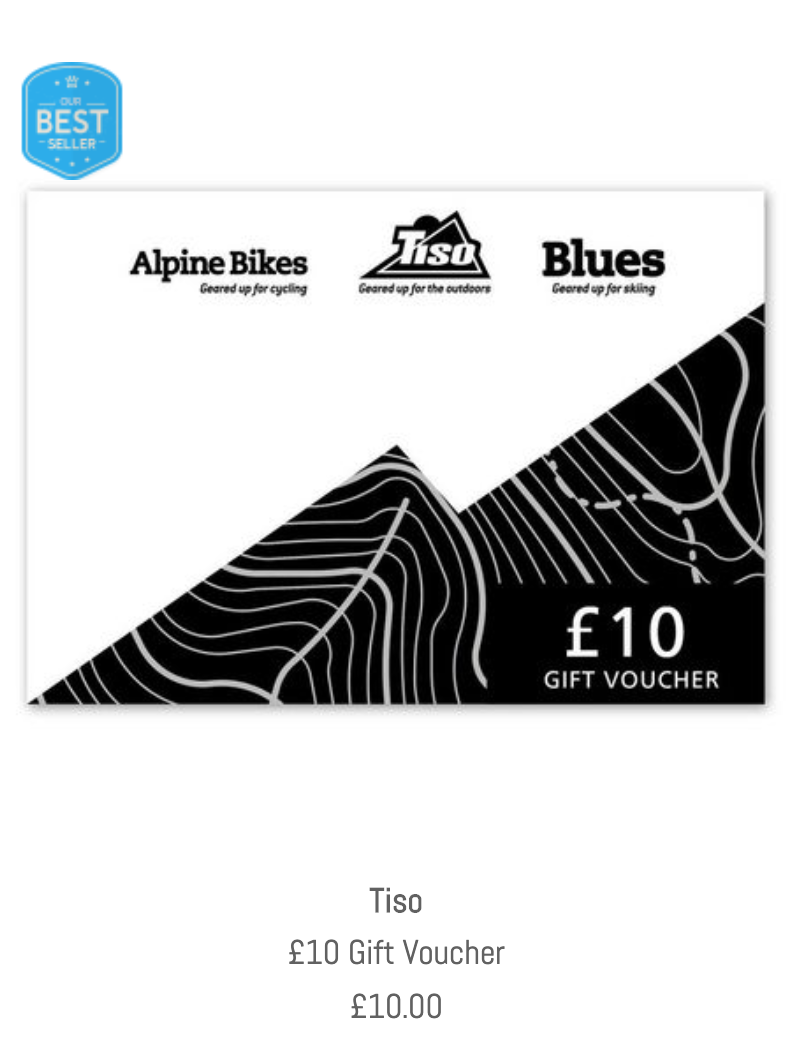 OUR
BEST
SELLER
Alpine Bikes
Geared up for cycling
Tiso
Geared up for the outdoors
Blues
Geared up for skiing
£10
GIFT VOUCHER
Tiso
£10 Gift Voucher
£10.00